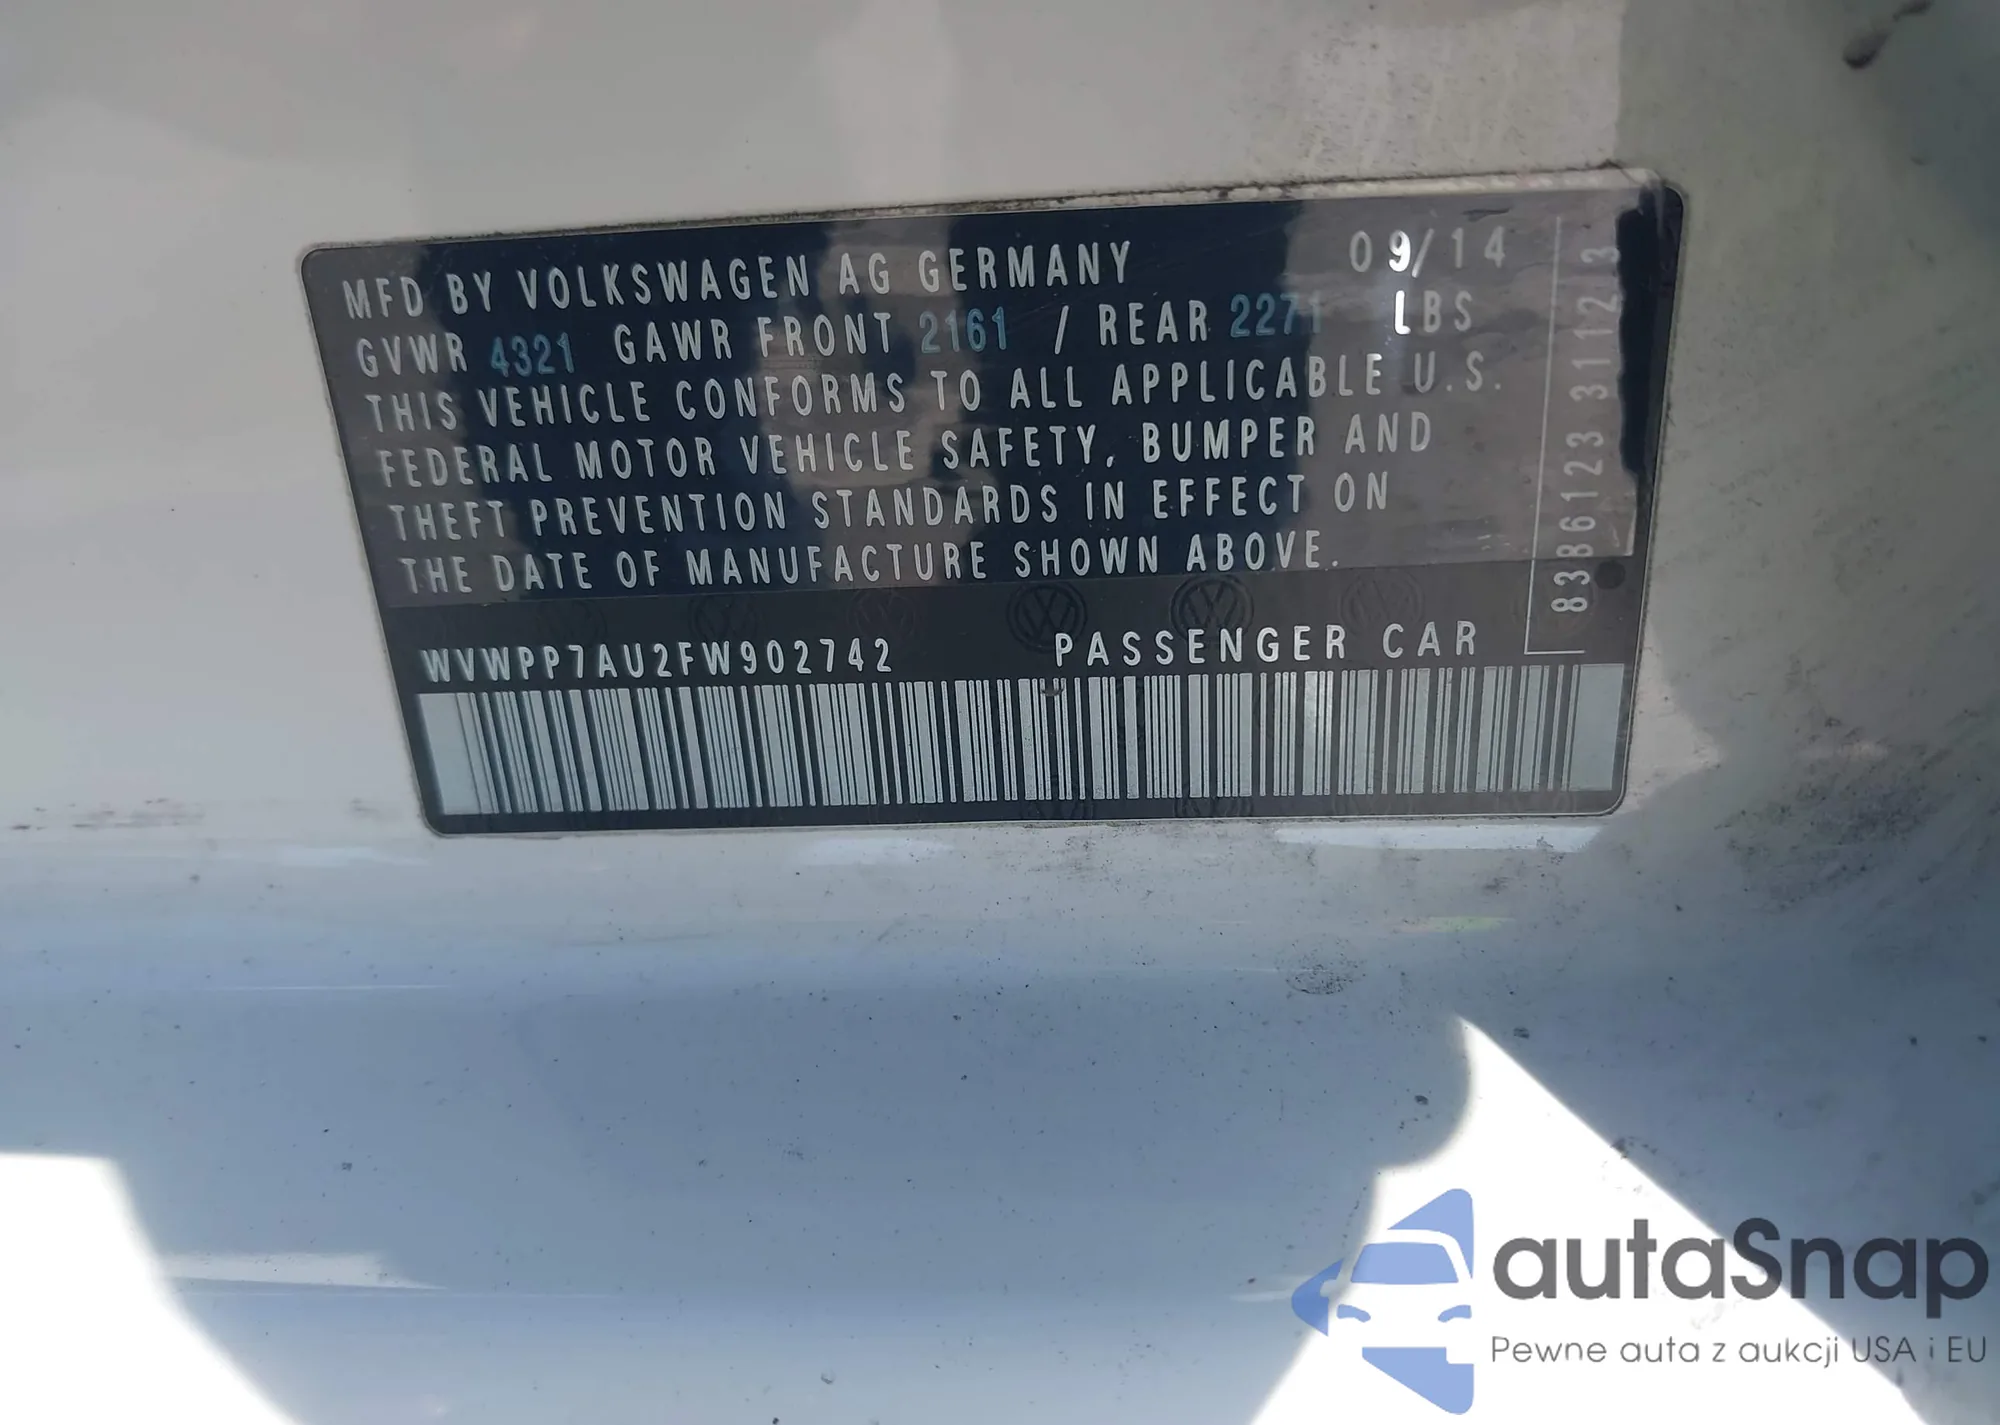 MFD BY VOLKSWAGEN AG GERMANY 09/14
GVWR 4321 GAWR FRONT 2161 / REAR 2271 LBS
THIS VEHICLE CONFORMS TO ALL APPLICABLE U.S.
FEDERAL MOTOR VEHICLE SAFETY, BUMPER AND
THEFT PREVENTION STANDARDS IN EFFECT ON
THE DATE OF MANUFACTURE SHOWN ABOVE.
WVWPP7AU2FW902742 PASSENGER CAR
8386123 311123
autaSnap
Pewne auta z aukcji USA i EU